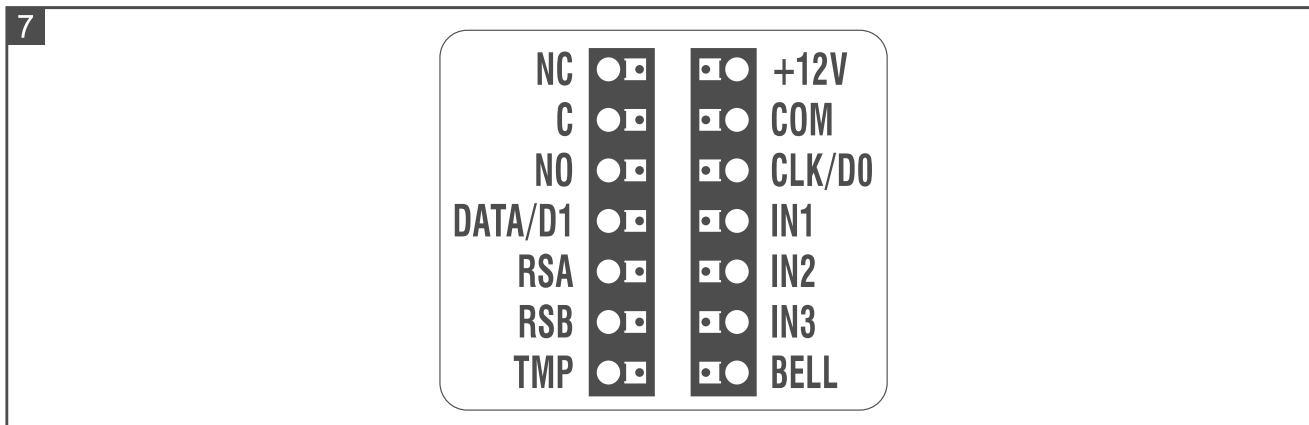 7
NC +12V
C COM
NO CLK/D0
DATA/D1 IN1
RSA IN2
RSB IN3
TMP BELL